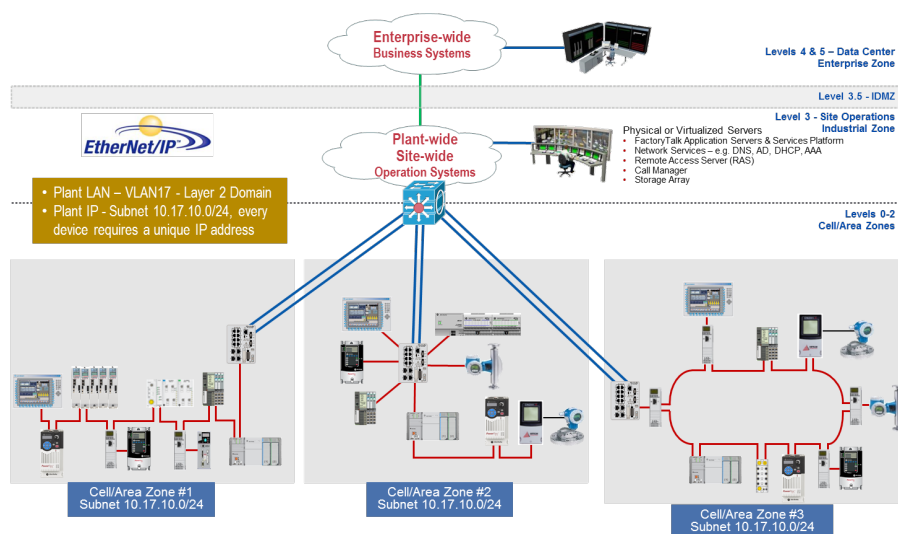 Enterprise-wide
Business Systems
Levels 4 & 5 – Data Center
Enterprise Zone
Level 3.5 - IDMZ
Level 3 - Site Operations
Industrial Zone
EtherNet/IP
Plant-wide
Site-wide
Operation Systems
Physical or Virtualized Servers
• FactoryTalk Application Servers & Services Platform
• Network Services – e.g. DNS, AD, DHCP, AAA
• Remote Access Server (RAS)
• Call Manager
• Storage Array
• Plant LAN – VLAN17 - Layer 2 Domain
• Plant IP - Subnet 10.17.10.0/24, every
device requires a unique IP address
Levels 0-2
Cell/Area Zones
Cell/Area Zone #1
Subnet 10.17.10.0/24
Cell/Area Zone #2
Subnet 10.17.10.0/24
Cell/Area Zone #3
Subnet 10.17.10.0/24